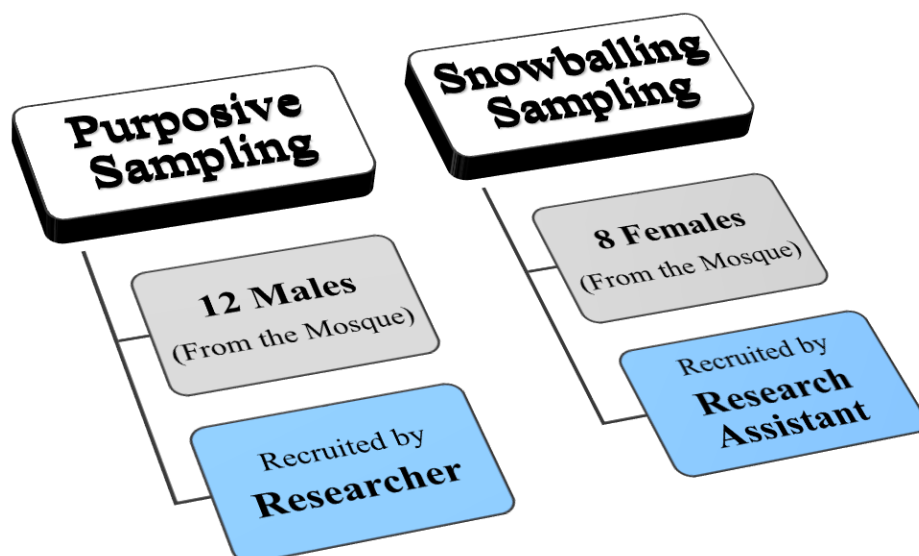 Purposive
Sampling
12 Males
(From the Mosque)
Recruited by
Researcher
Snowballing
Sampling
8 Females
(From the Mosque)
Recruited by
Research
Assistant